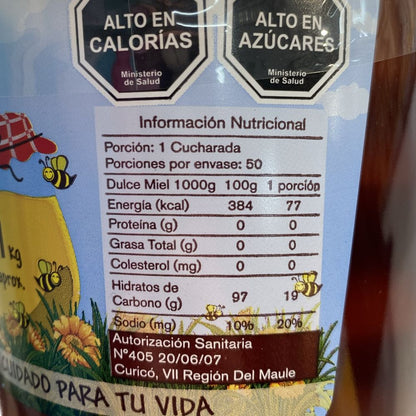 ALTO EN CALORÍAS
Ministerio de Salud
ALTO EN AZÚCARES
Ministerio de Salud
Información Nutricional
Porción: 1 Cucharada
Porciones por envase: 50
Dulce Miel 1000g 100g 1 porción
Energía (kcal) 384 77
Proteína (g) 0 0
Grasa Total (g) 0 0
Colesterol (mg) 0 0
Hidratos de
Carbono (g) 97 19
Sodio (mg) 10% 20%
Autorización Sanitaria
N°405 20/06/07
Curicó, VII Región Del Maule
1 kg
aprox.
CUIDADO PARA TU VIDA